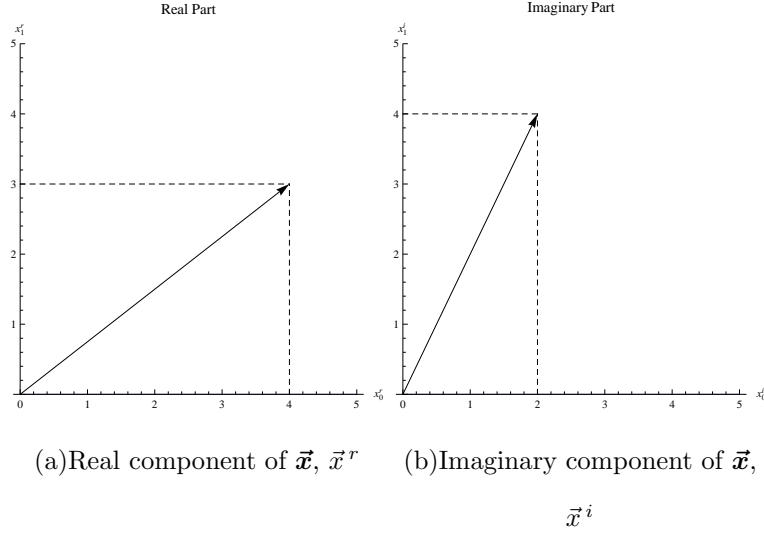 Real Part
x₁ʳ
5
4
3
2
1
0 1 2 3 4 5 x₀ʳ
(a)Real component of 𝒙⃗, x⃗ ʳ
Imaginary Part
x₁ⁱ
5
4
3
2
1
0 1 2 3 4 5 x₀ⁱ
(b)Imaginary component of 𝒙⃗,
x⃗ ⁱ